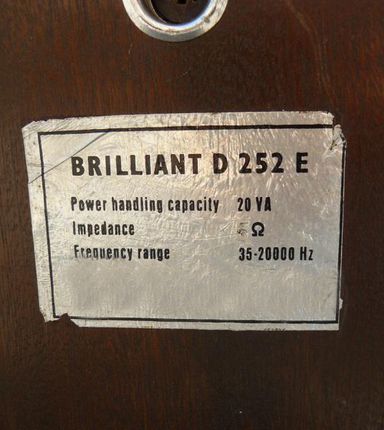 BRILLIANT D 252 E
Power handling capacity 20 VA
Impedance Ω
Frequency range 35-20000 Hz